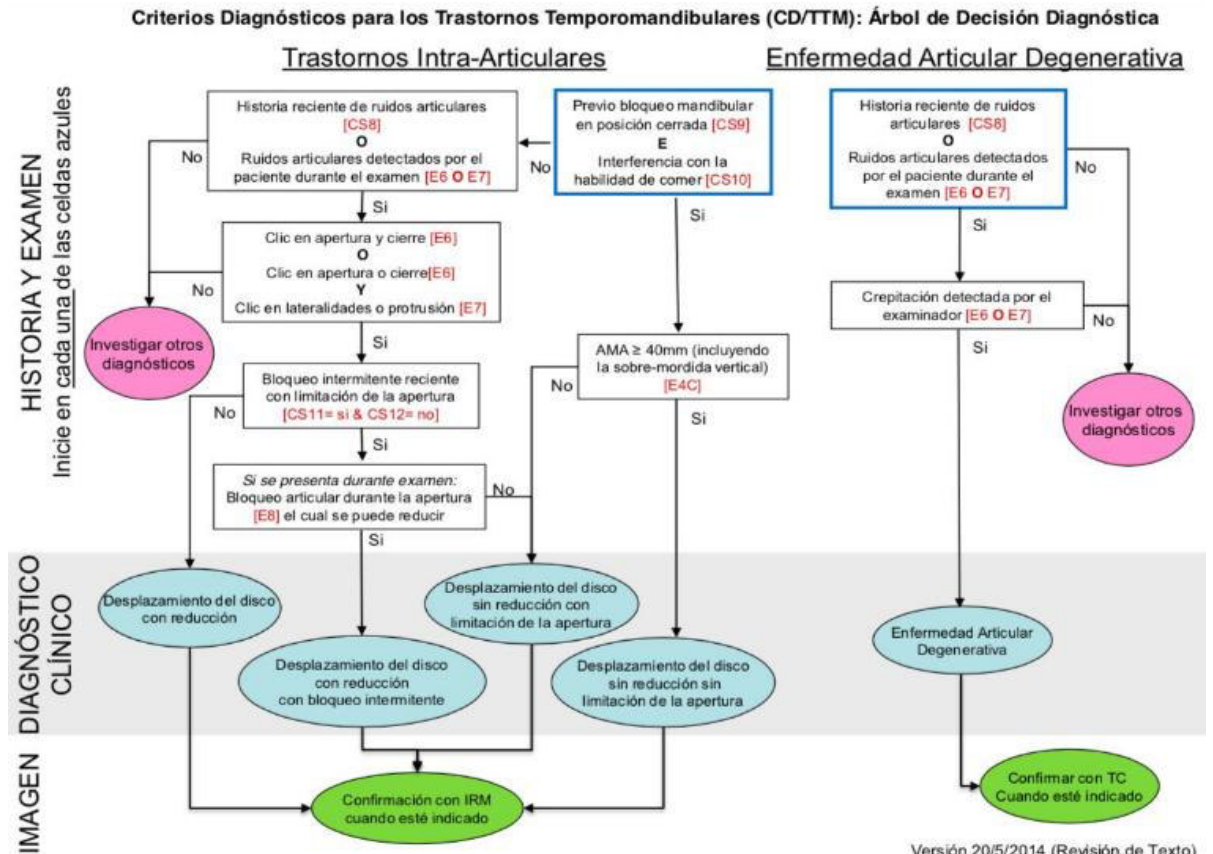 Criterios Diagnósticos para los Trastornos Temporomandibulares (CD/TTM): Árbol de Decisión Diagnóstica
Trastornos Intra-Articulares
Enfermedad Articular Degenerativa
HISTORIA Y EXAMEN
Inicie en cada una de las celdas azules
Historia reciente de ruidos articulares
[CS8]
O
Ruidos articulares detectados por el
paciente durante el examen [E6 O E7]
No
Si
Previo bloqueo mandibular
en posición cerrada [CS9]
E
Interferencia con la
habilidad de comer [CS10]
No
Si
Clic en apertura y cierre [E6]
O
Clic en apertura o cierre[E6]
Y
Clic en lateralidades o protrusión [E7]
No
Si
Investigar otros
diagnósticos
Bloqueo intermitente reciente
con limitación de la apertura
[CS11= si & CS12= no]
No
Si
AMA ≥ 40mm (incluyendo
la sobre-mordida vertical)
[E4C]
No
Si
Si se presenta durante examen:
Bloqueo articular durante la apertura
[E8] el cual se puede reducir
No
Si
Historia reciente de ruidos
articulares [CS8]
O
Ruidos articulares detectados
por el paciente durante el
examen [E6 O E7]
No
Si
Crepitación detectada por el
examinador [E6 O E7]
No
Si
Investigar otros
diagnósticos
DIAGNÓSTICO
CLÍNICO
Desplazamiento del disco
con reducción
Desplazamiento del disco
con reducción
con bloqueo intermitente
Desplazamiento del disco
sin reducción con
limitación de la apertura
Desplazamiento del disco
sin reducción sin
limitación de la apertura
Enfermedad Articular
Degenerativa
IMAGEN
Confirmación con IRM
cuando esté indicado
Confirmar con TC
Cuando esté indicado
Versión 20/5/2014 (Revisión de Texto)